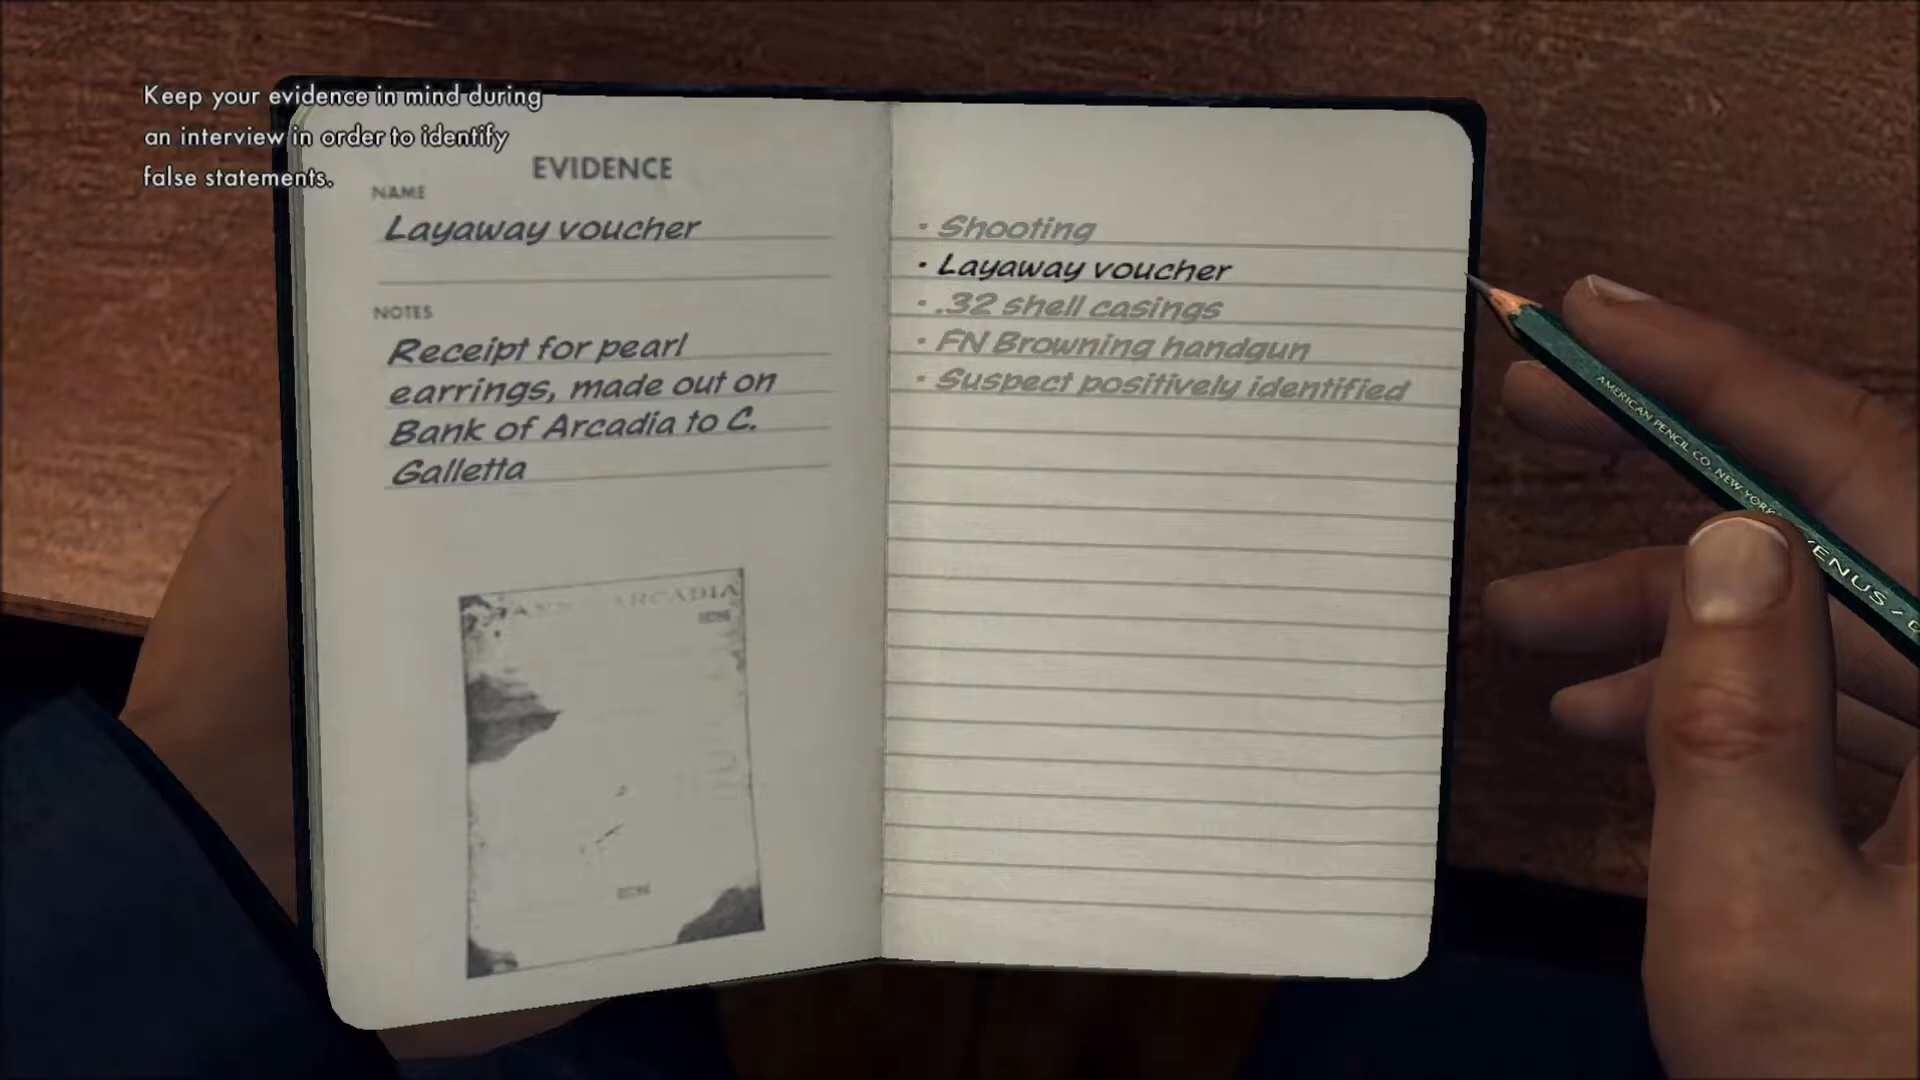 Keep your evidence in mind during
an interview in order to identify
false statements.
EVIDENCE
NAME
Layaway voucher
NOTES
Receipt for pearl
earrings, made out on
Bank of Arcadia to C.
Galletta
ARCADIA
· Shooting
· Layaway voucher
· .32 shell casings
· FN Browning handgun
· Suspect positively identified
AMERICAN PENCIL CO. NEW YORK
VENUS /